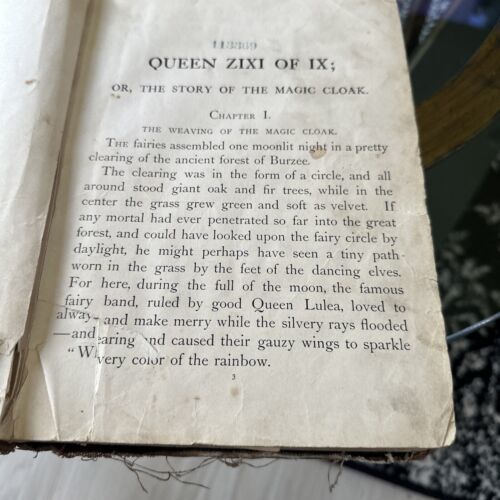 113869
QUEEN ZIXI OF IX;
OR, THE STORY OF THE MAGIC CLOAK.
CHAPTER I.
THE WEAVING OF THE MAGIC CLOAK.
THE fairies assembled one moonlit night in a pretty
clearing of the ancient forest of Burzee.
The clearing was in the form of a circle, and all
around stood giant oak and fir trees, while in the
center the grass grew green and soft as velvet. If
any mortal had ever penetrated so far into the great
forest, and could have looked upon the fairy circle by
daylight, he might perhaps have seen a tiny path
worn in the grass by the feet of the dancing elves.
For here, during the full of the moon, the famous
fairy band, ruled by good Queen Lulea, loved to
alway- and make merry while the silvery rays flooded
—and earing and caused their gauzy wings to sparkle
"W very color of the rainbow.
3